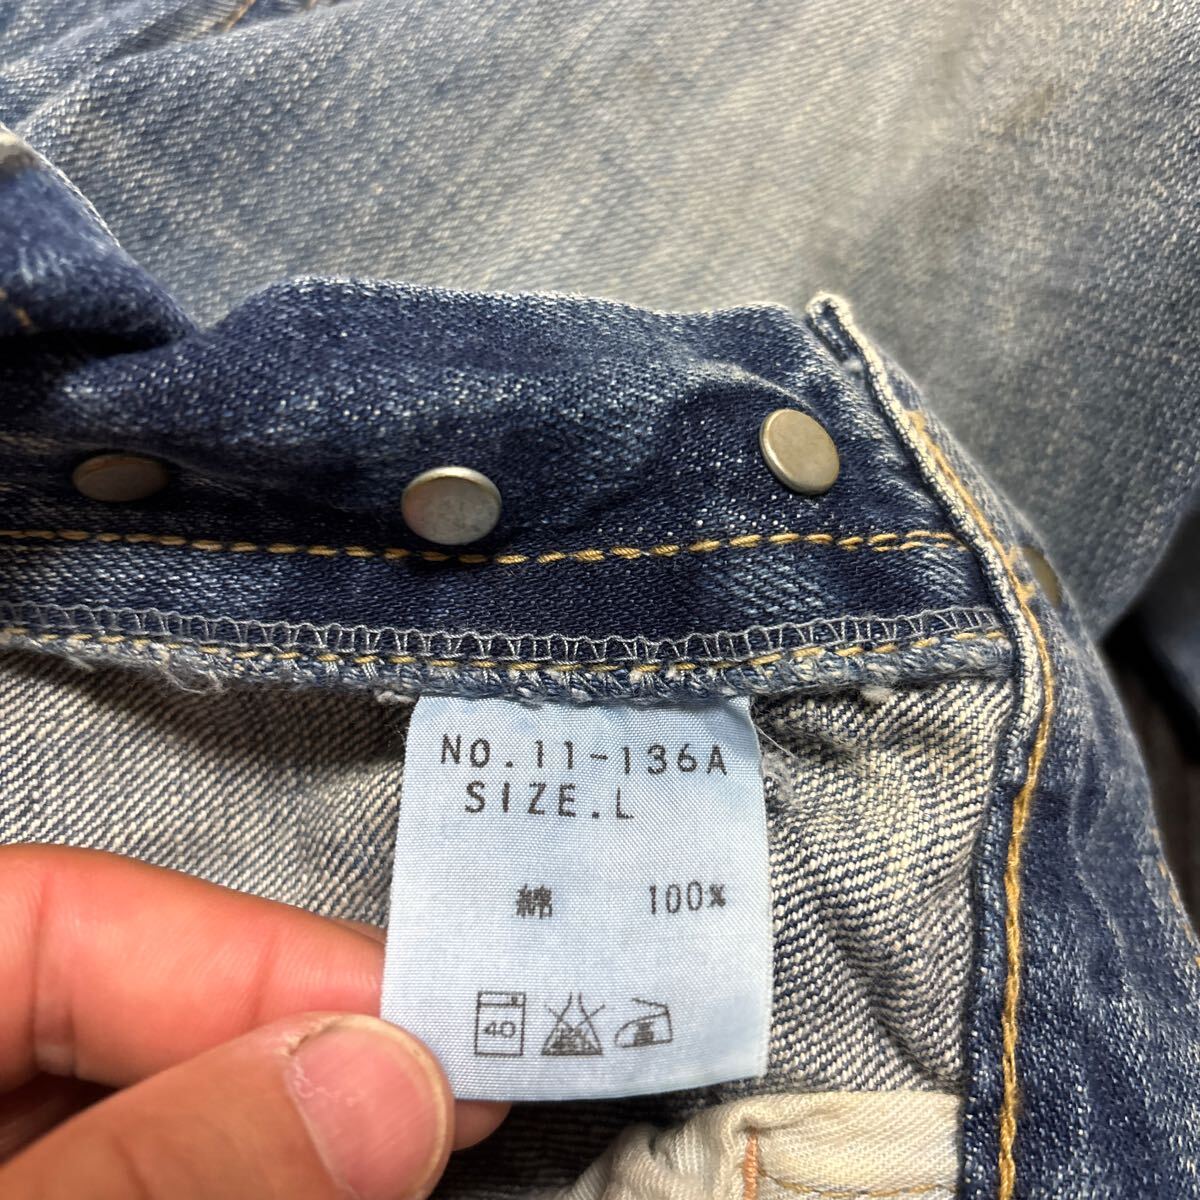 NO.11-136A
SIZE.L
綿 100%
40